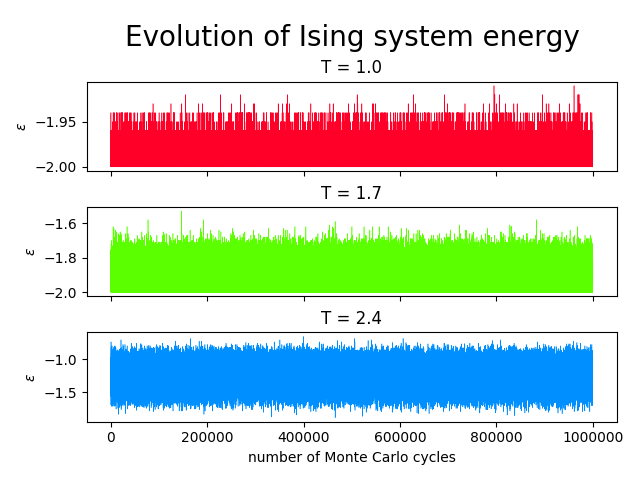 Evolution of Ising system energy
T = 1.0
ε
−1.95
−2.00
T = 1.7
ε
−1.6
−1.8
−2.0
T = 2.4
ε
−1.0
−1.5
0 200000 400000 600000 800000 1000000
number of Monte Carlo cycles